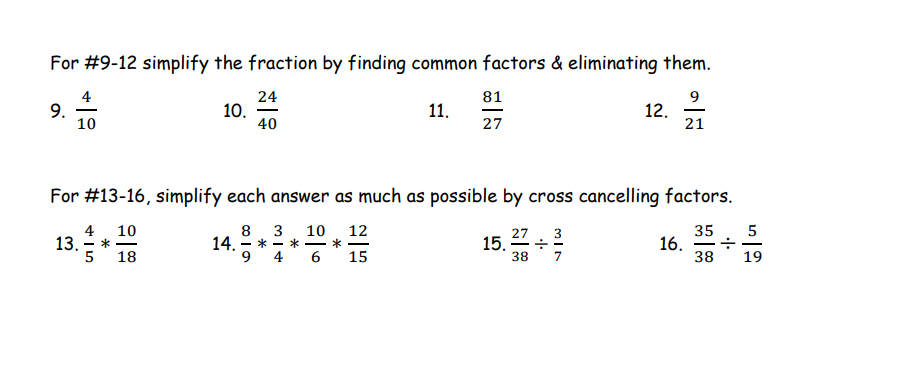 For #9-12 simplify the fraction by finding common factors & eliminating them.
9. 4/10 10. 24/40 11. 81/27 12. 9/21
For #13-16, simplify each answer as much as possible by cross cancelling factors.
13. 4/5 * 10/18 14. 8/9 * 3/4 * 10/6 * 12/15 15. 27/38 ÷ 3/7 16. 35/38 ÷ 5/19